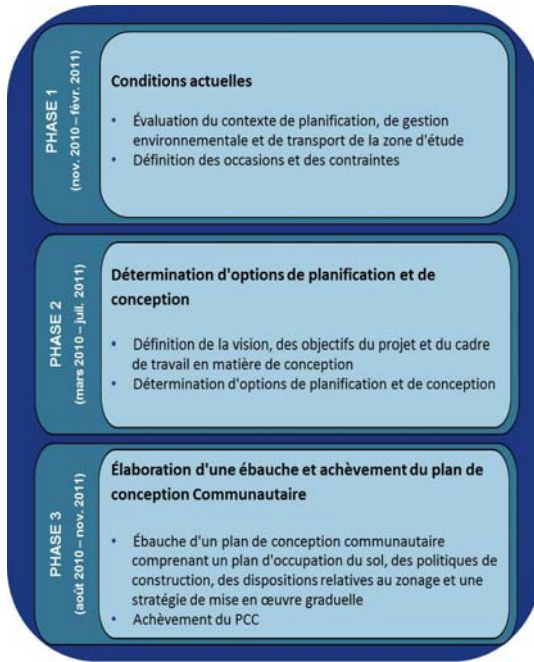 PHASE 1
(nov. 2010 – févr. 2011)
Conditions actuelles
• Évaluation du contexte de planification, de gestion
environnementale et de transport de la zone d'étude
• Définition des occasions et des contraintes
PHASE 2
(mars 2010 – juil. 2011)
Détermination d'options de planification et de
conception
• Définition de la vision, des objectifs du projet et du cadre
de travail en matière de conception
• Détermination d'options de planification et de conception
PHASE 3
(août 2010 – nov. 2011)
Élaboration d'une ébauche et achèvement du plan de
conception Communautaire
• Ébauche d'un plan de conception communautaire
comprenant un plan d'occupation du sol, des politiques de
construction, des dispositions relatives au zonage et une
stratégie de mise en œuvre graduelle
• Achèvement du PCC